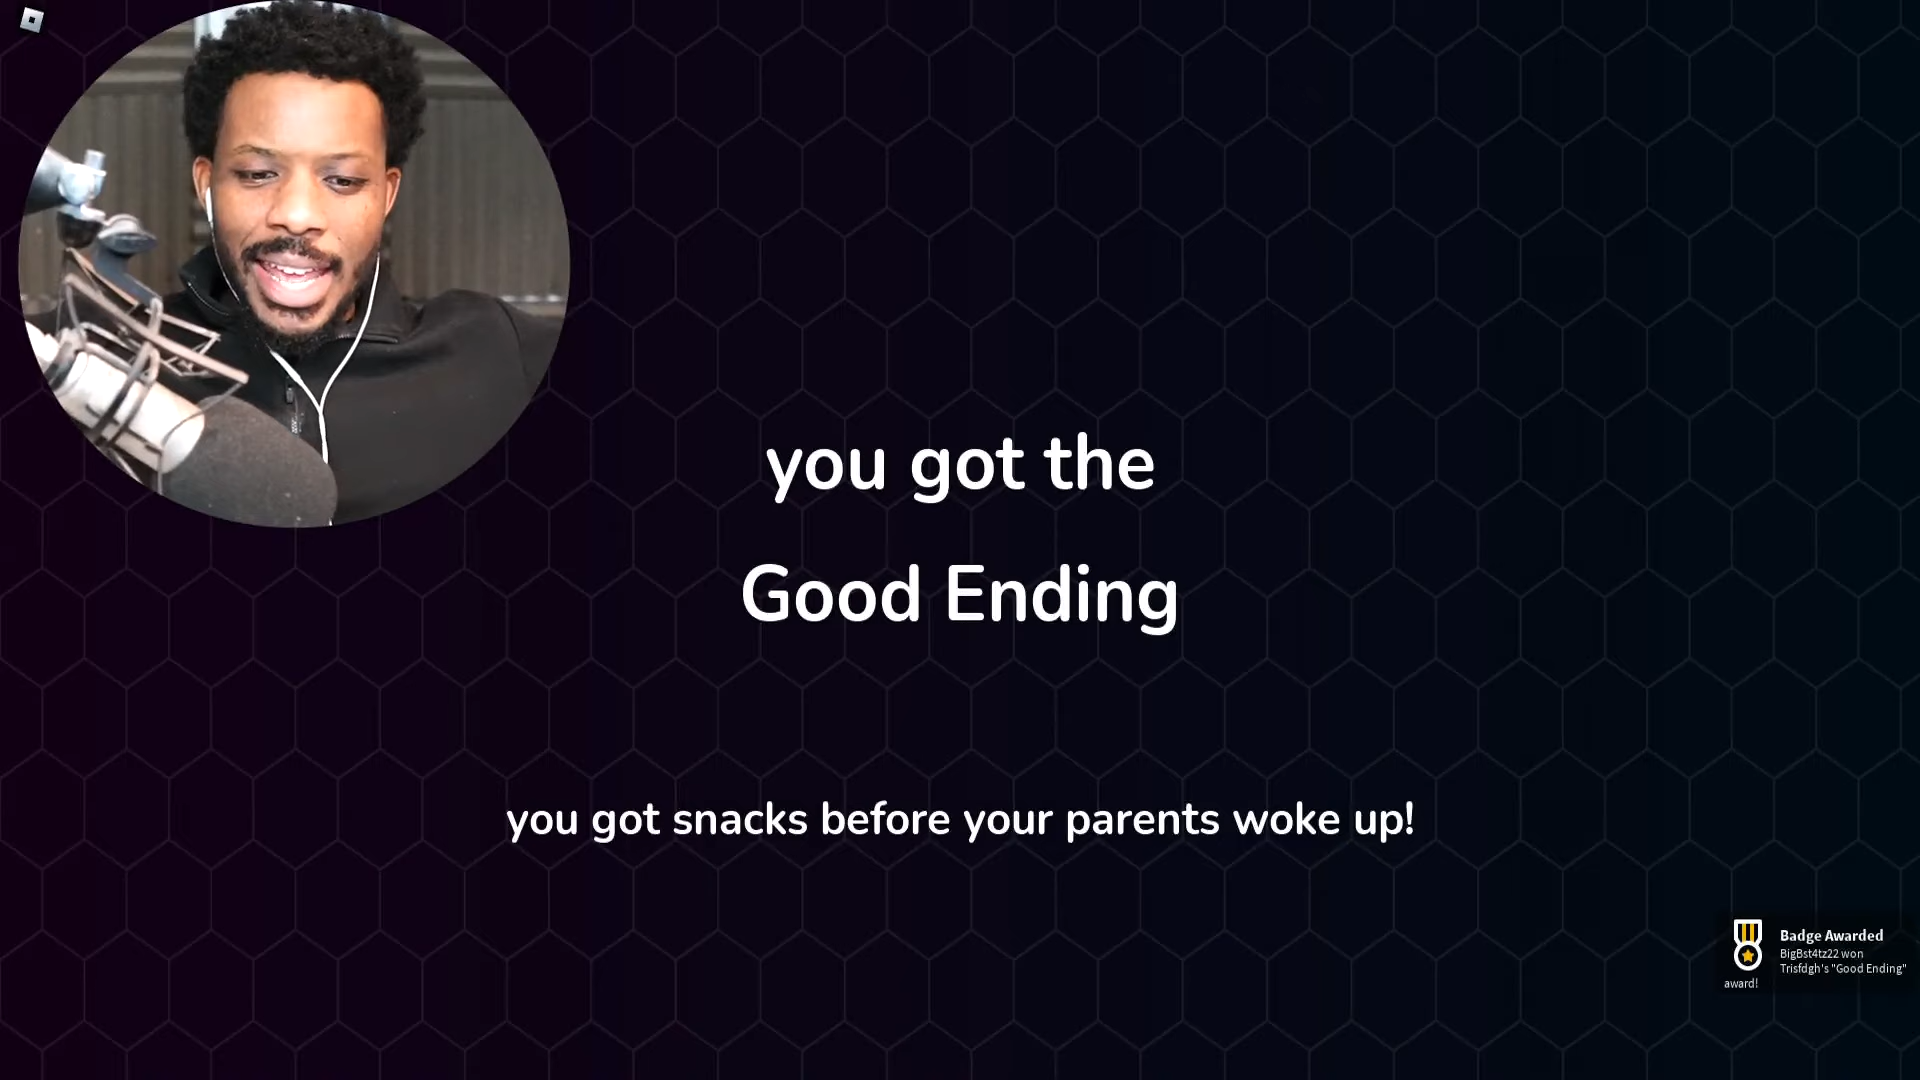 you got the
Good Ending
you got snacks before your parents woke up!
Badge Awarded
BigBst4tz22 won
Trisfdgh's "Good Ending"
award!